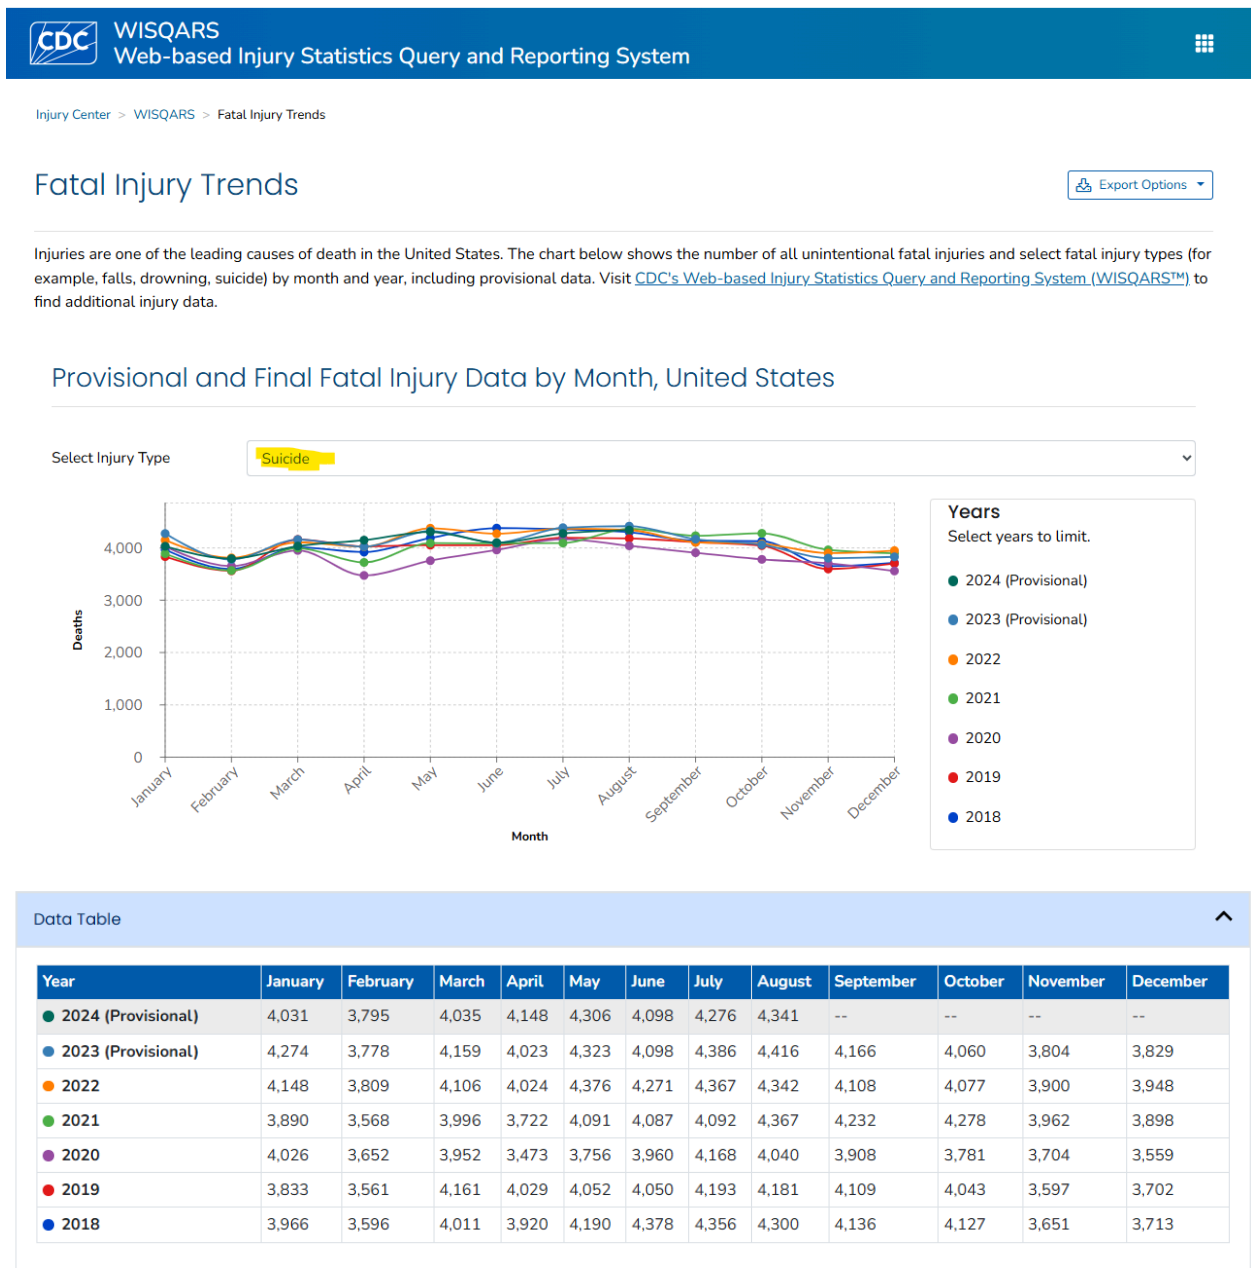 CDC
WISQARS
Web-based Injury Statistics Query and Reporting System
Injury Center > WISQARS > Fatal Injury Trends
Fatal Injury Trends
Export Options
Injuries are one of the leading causes of death in the United States. The chart below shows the number of all unintentional fatal injuries and select fatal injury types (for
example, falls, drowning, suicide) by month and year, including provisional data. Visit CDC's Web-based Injury Statistics Query and Reporting System (WISQARS™) to
find additional injury data.
Provisional and Final Fatal Injury Data by Month, United States
Select Injury Type
Suicide
4,000
3,000
2,000
1,000
0
Deaths
January February March April May June July August September October November December
Month
Years
Select years to limit.
2024 (Provisional)
2023 (Provisional)
2022
2021
2020
2019
2018
Data Table
Year January February March April May June July August September October November December
2024 (Provisional) 4,031 3,795 4,035 4,148 4,306 4,098 4,276 4,341 -- -- -- --
2023 (Provisional) 4,274 3,778 4,159 4,023 4,323 4,098 4,386 4,416 4,166 4,060 3,804 3,829
2022 4,148 3,809 4,106 4,024 4,376 4,271 4,367 4,342 4,108 4,077 3,900 3,948
2021 3,890 3,568 3,996 3,722 4,091 4,087 4,092 4,367 4,232 4,278 3,962 3,898
2020 4,026 3,652 3,952 3,473 3,756 3,960 4,168 4,040 3,908 3,781 3,704 3,559
2019 3,833 3,561 4,161 4,029 4,052 4,050 4,193 4,181 4,109 4,043 3,597 3,702
2018 3,966 3,596 4,011 3,920 4,190 4,378 4,356 4,300 4,136 4,127 3,651 3,713